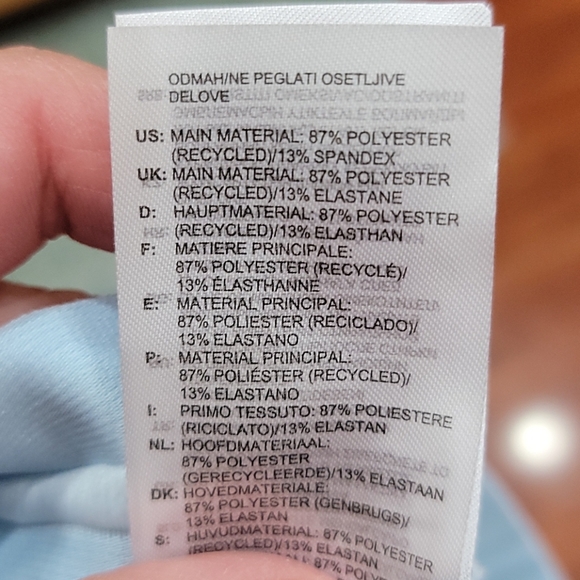 ODMAH/NE PEGLATI OSETLJIVE
DELOVE
US: MAIN MATERIAL: 87% POLYESTER
(RECYCLED)/13% SPANDEX
UK: MAIN MATERIAL: 87% POLYESTER
(RECYCLED)/13% ELASTANE
D: HAUPTMATERIAL: 87% POLYESTER
(RECYCLED)/13% ELASTHAN
F: MATIERE PRINCIPALE:
87% POLYESTER (RECYCLÉ)/
13% ÉLASTHANNE
E: MATERIAL PRINCIPAL:
87% POLIESTER (RECICLADO)/
13% ELASTANO
P: MATERIAL PRINCIPAL:
87% POLIÉSTER (RECYCLED)/
13% ELASTANO
I: PRIMO TESSUTO: 87% POLIESTERE
(RICICLATO)/13% ELASTAN
NL: HOOFDMATERIAAL:
87% POLYESTER
(GERECYCLEERDE)/13% ELASTAAN
DK: HOVEDMATERIALE:
87% POLYESTER (GENBRUGS)/
13% ELASTAN
S: HUVUDMATERIAL: 87% POLYESTER
(RECYCLED)/13% ELASTAN
87%